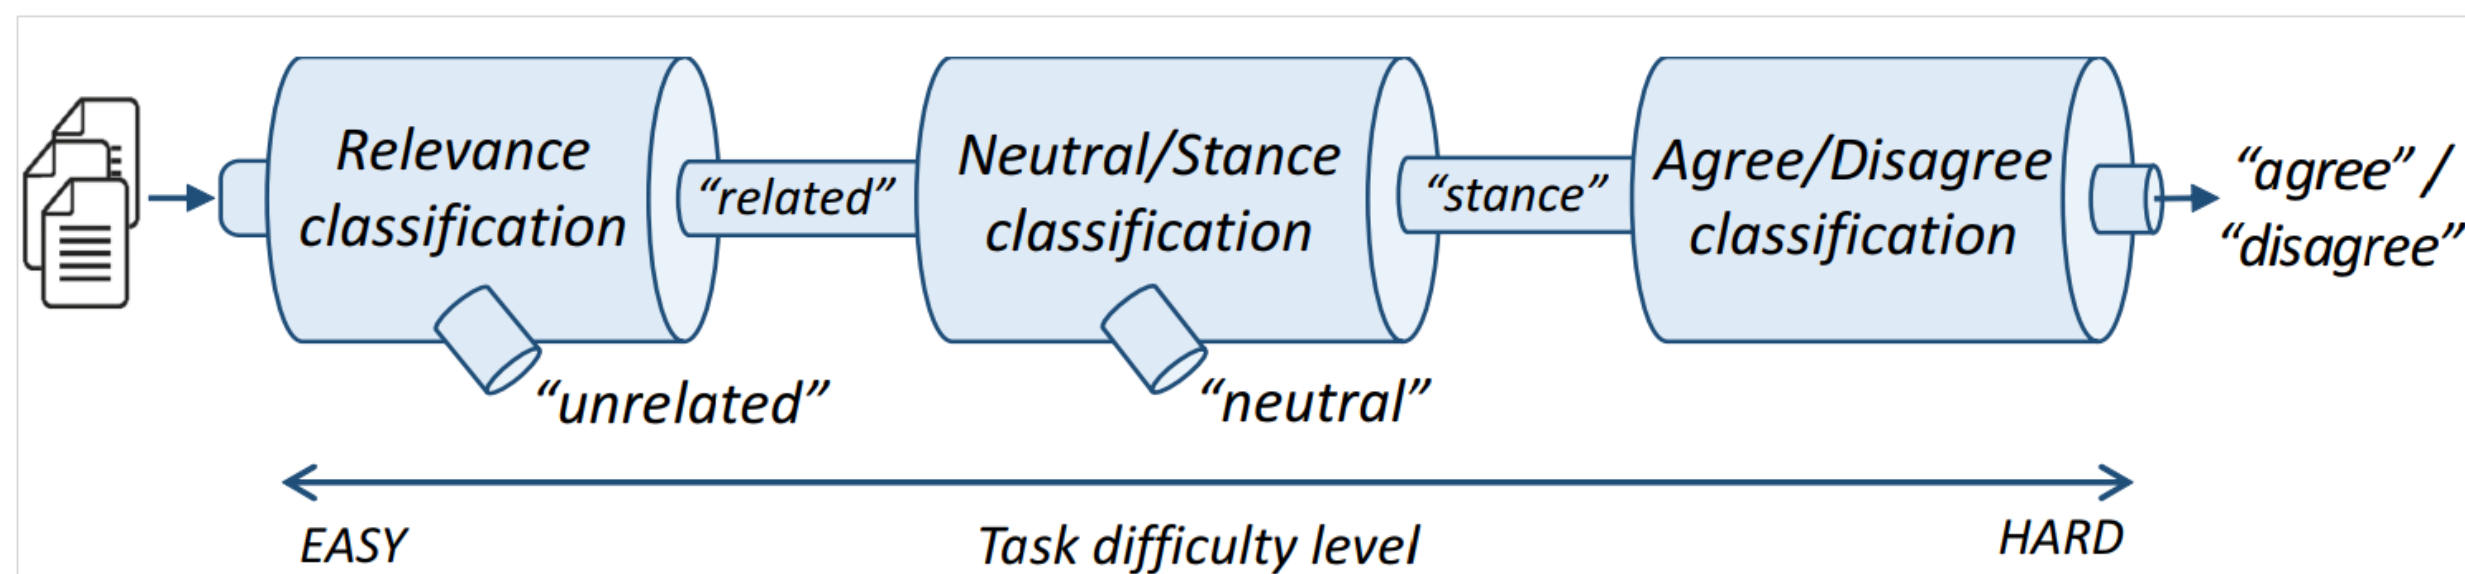 Relevance
classification
“related”
Neutral/Stance
classification
“stance”
Agree/Disagree
classification
“agree” /
“disagree”
“unrelated”
“neutral”
EASY
Task difficulty level
HARD